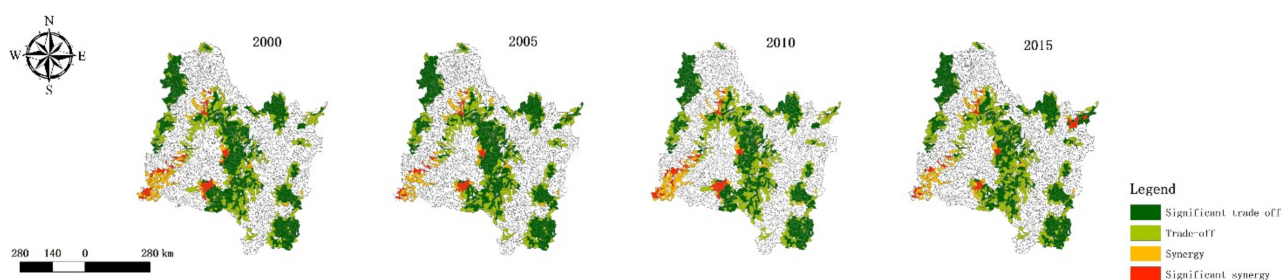 N
W E
S
2000
2005
2010
2015
Legend
Significant trade off
Trade-off
Synergy
Significant synergy
280 140 0 280 km